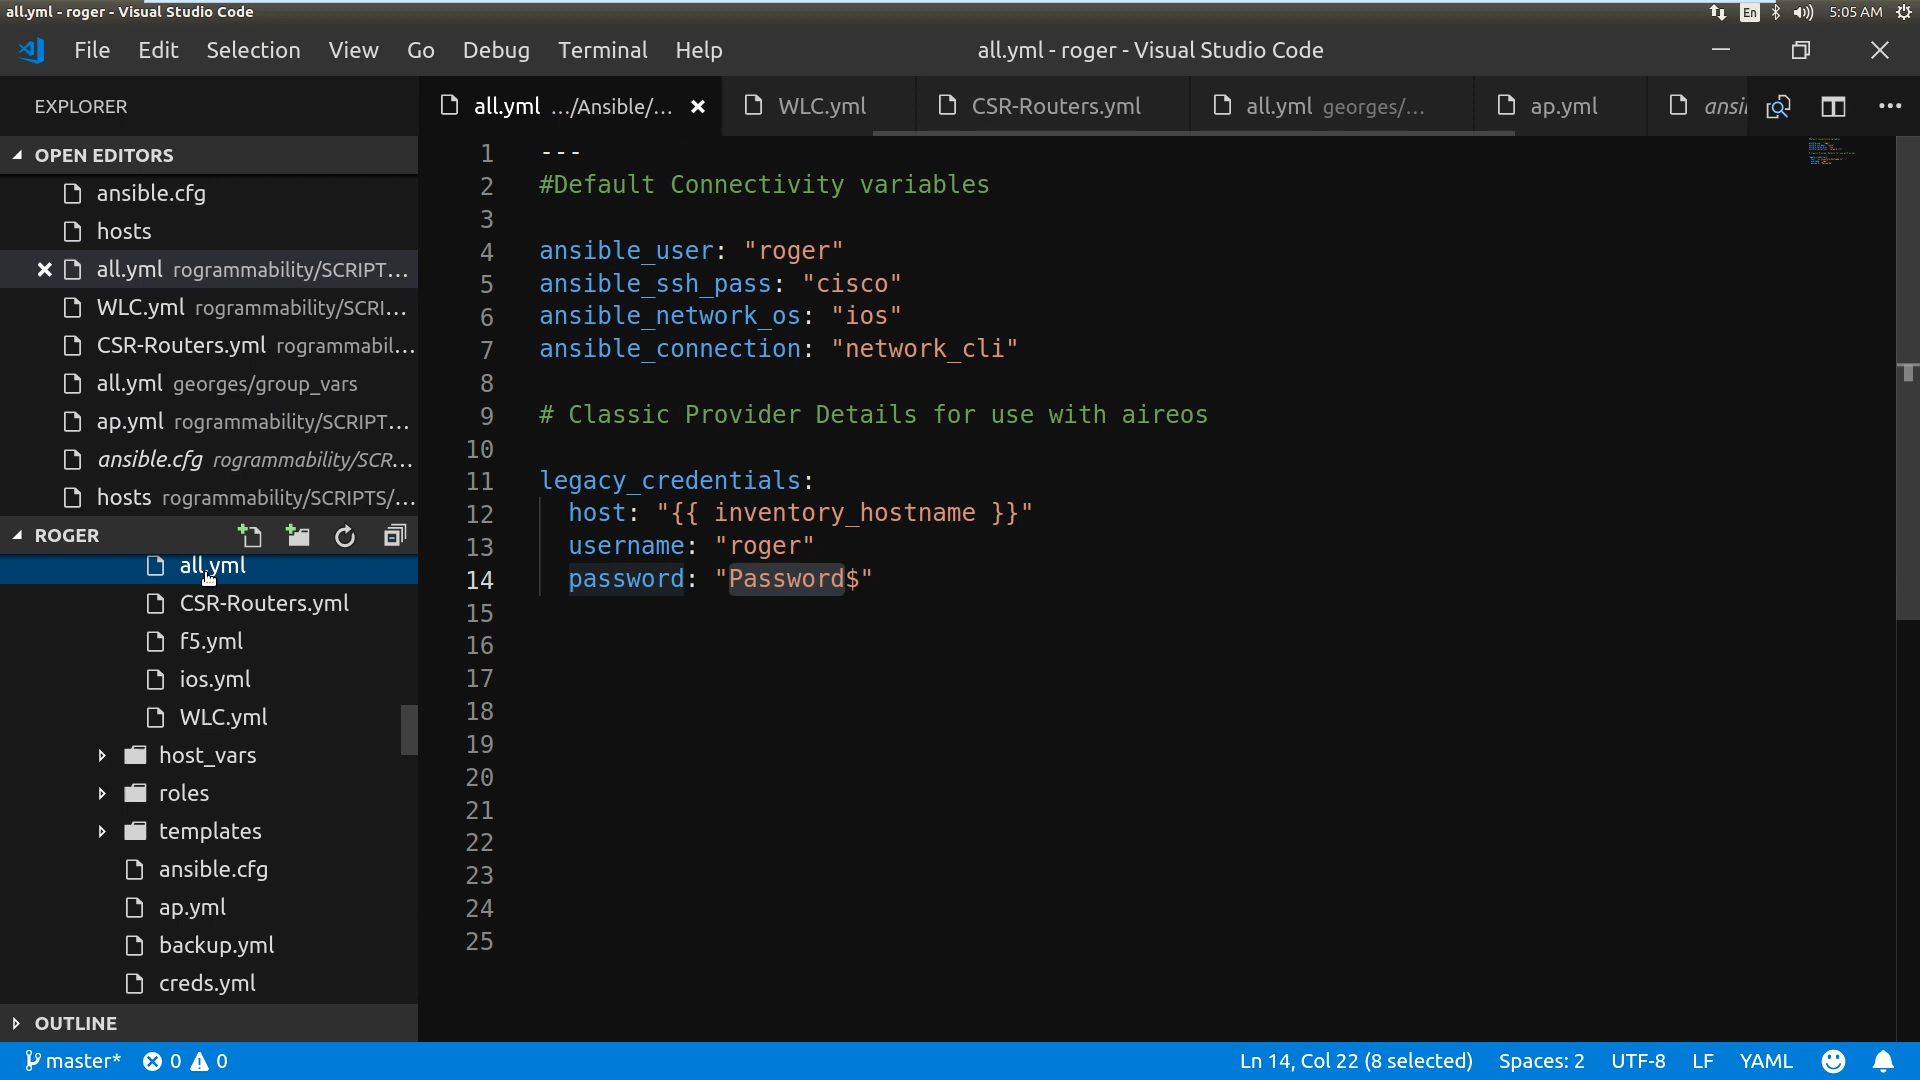 all.yml - roger - Visual Studio Code
En
5:05 AM
File Edit Selection View Go Debug Terminal Help
all.yml - roger - Visual Studio Code
EXPLORER
all.yml .../Ansible/...
WLC.yml
CSR-Routers.yml
all.yml georges/...
ap.yml
ansi
OPEN EDITORS
ansible.cfg
hosts
all.yml rogrammability/SCRIPT...
WLC.yml rogrammability/SCRI...
CSR-Routers.yml rogrammabil...
all.yml georges/group_vars
ap.yml rogrammability/SCRIPT...
ansible.cfg rogrammability/SCR...
hosts rogrammability/SCRIPTS/...
ROGER
all.yml
CSR-Routers.yml
f5.yml
ios.yml
WLC.yml
host_vars
roles
templates
ansible.cfg
ap.yml
backup.yml
creds.yml
OUTLINE
1 ---
2 #Default Connectivity variables
3
4 ansible_user: "roger"
5 ansible_ssh_pass: "cisco"
6 ansible_network_os: "ios"
7 ansible_connection: "network_cli"
8
9 # Classic Provider Details for use with aireos
10
11 legacy_credentials:
12   host: "{{ inventory_hostname }}"
13   username: "roger"
14   password: "Password$"
15
16
17
18
19
20
21
22
23
24
25
master* 0 0
Ln 14, Col 22 (8 selected) Spaces: 2 UTF-8 LF YAML